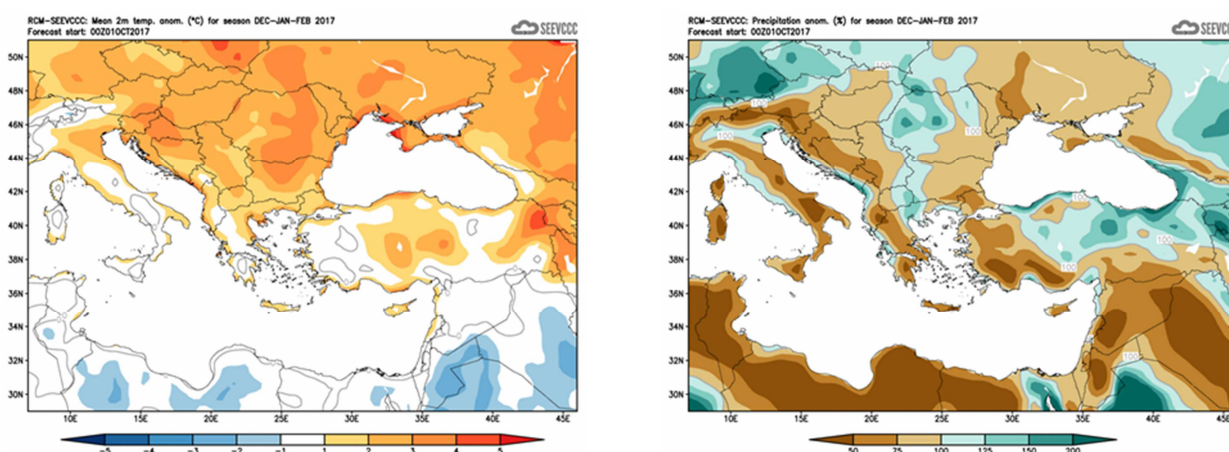 RCM-SEEVCCC: Mean 2m temp. anom. (°C) for season DEC-JAN-FEB 2017
Forecast start: 00Z01OCT2017
SEEVCCC
50N
48N
46N
44N
42N
40N
38N
36N
34N
32N
30N
10E 15E 20E 25E 30E 35E 40E 45E
-5 -4 -3 -2 -1 1 2 3 4 5
RCM-SEEVCCC: Precipitation anom. (%) for season DEC-JAN-FEB 2017
Forecast start: 00Z01OCT2017
SEEVCCC
50N
48N
46N
44N
42N
40N
38N
36N
34N
32N
30N
100
100
100
100
100
100
100
100
100
10E 15E 20E 25E 30E 35E 40E 45E
50 75 100 125 150 200